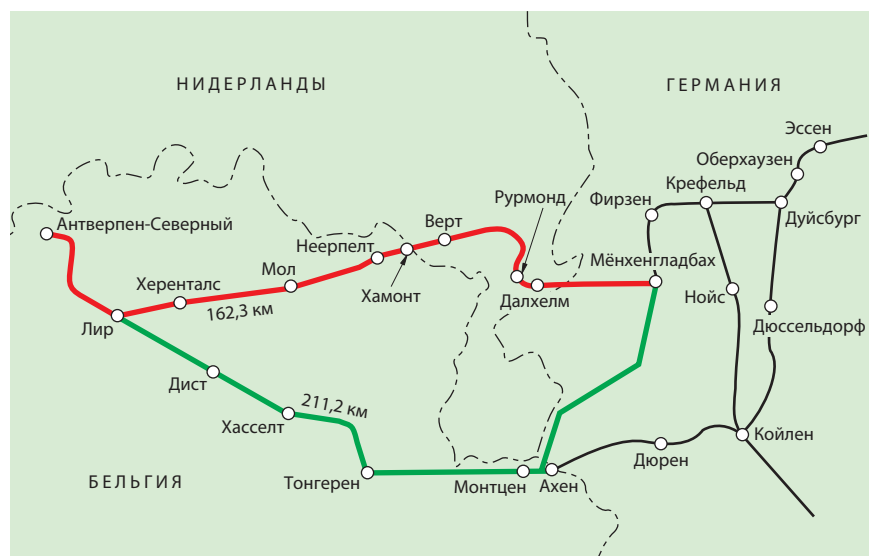 НИДЕРЛАНДЫ
ГЕРМАНИЯ
Эссен
Оберхаузен
Крефельд
Рурмонд
Фирзен
Дуйсбург
Антверпен-Северный
Верт
Неерпелт
Мёнхенгладбах
Мол
Херенталс
Хамонт
Далхелм
Нойс
162,3 км
Лир
Дюссельдорф
Дист
211,2 км
Хасселт
Койлен
Дюрен
БЕЛЬГИЯ
Тонгерен
Монтцен
Ахен